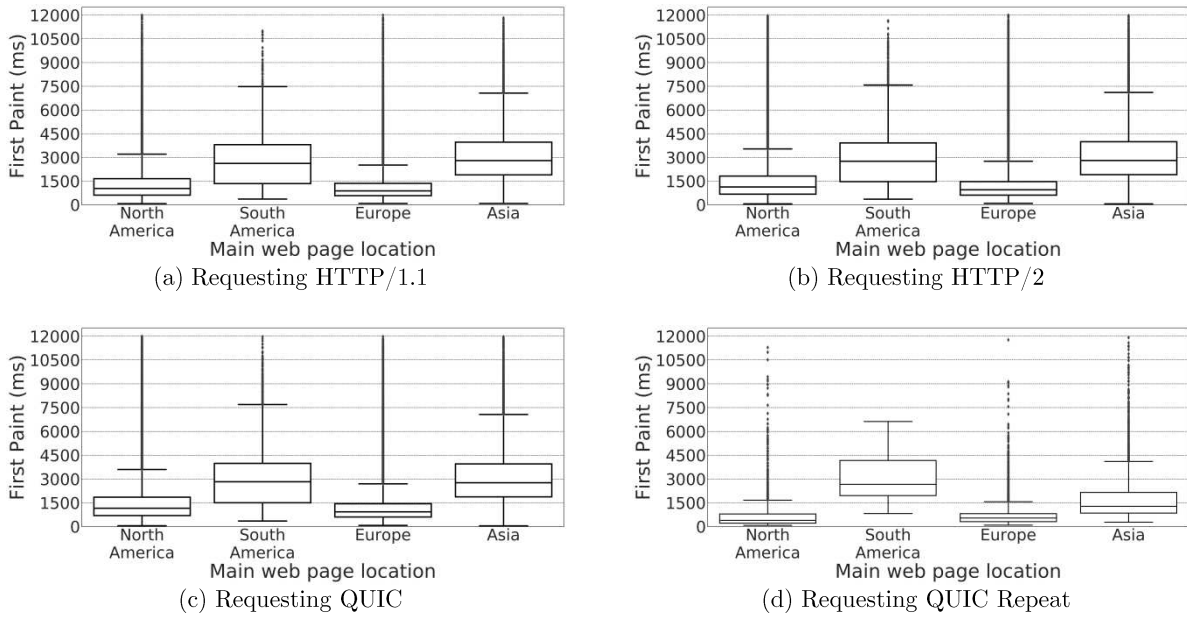 First Paint (ms)
12000
10500
9000
7500
6000
4500
3000
1500
0
North America
South America
Europe
Asia
Main web page location
(a) Requesting HTTP/1.1
First Paint (ms)
12000
10500
9000
7500
6000
4500
3000
1500
0
North America
South America
Europe
Asia
Main web page location
(b) Requesting HTTP/2
First Paint (ms)
12000
10500
9000
7500
6000
4500
3000
1500
0
North America
South America
Europe
Asia
Main web page location
(c) Requesting QUIC
First Paint (ms)
12000
10500
9000
7500
6000
4500
3000
1500
0
North America
South America
Europe
Asia
Main web page location
(d) Requesting QUIC Repeat